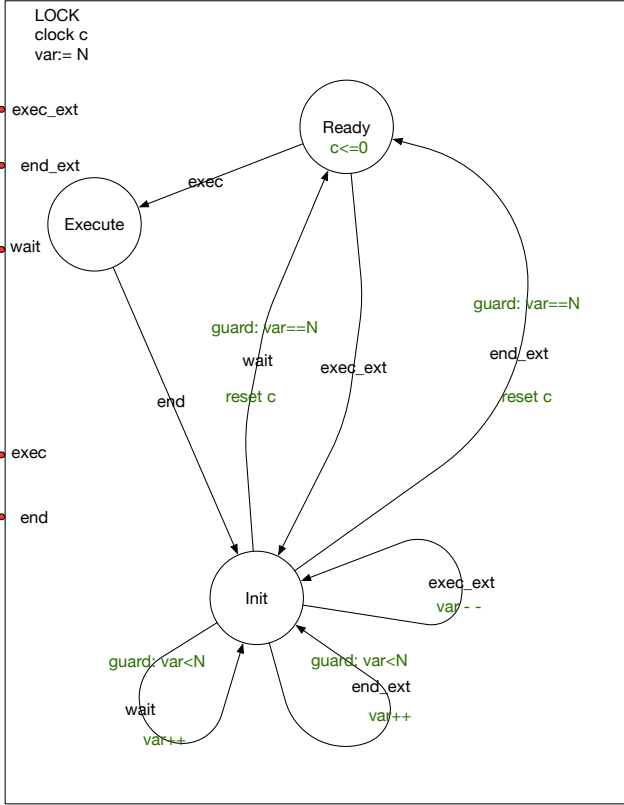 LOCK
clock c
var:= N
exec_ext
end_ext
wait
exec
end
Ready
c<=0
exec
Execute
guard: var==N
wait
reset c
exec_ext
guard: var==N
end_ext
reset c
end
Init
exec_ext
var - -
guard: var<N
wait
var++
guard: var<N
end_ext
var++